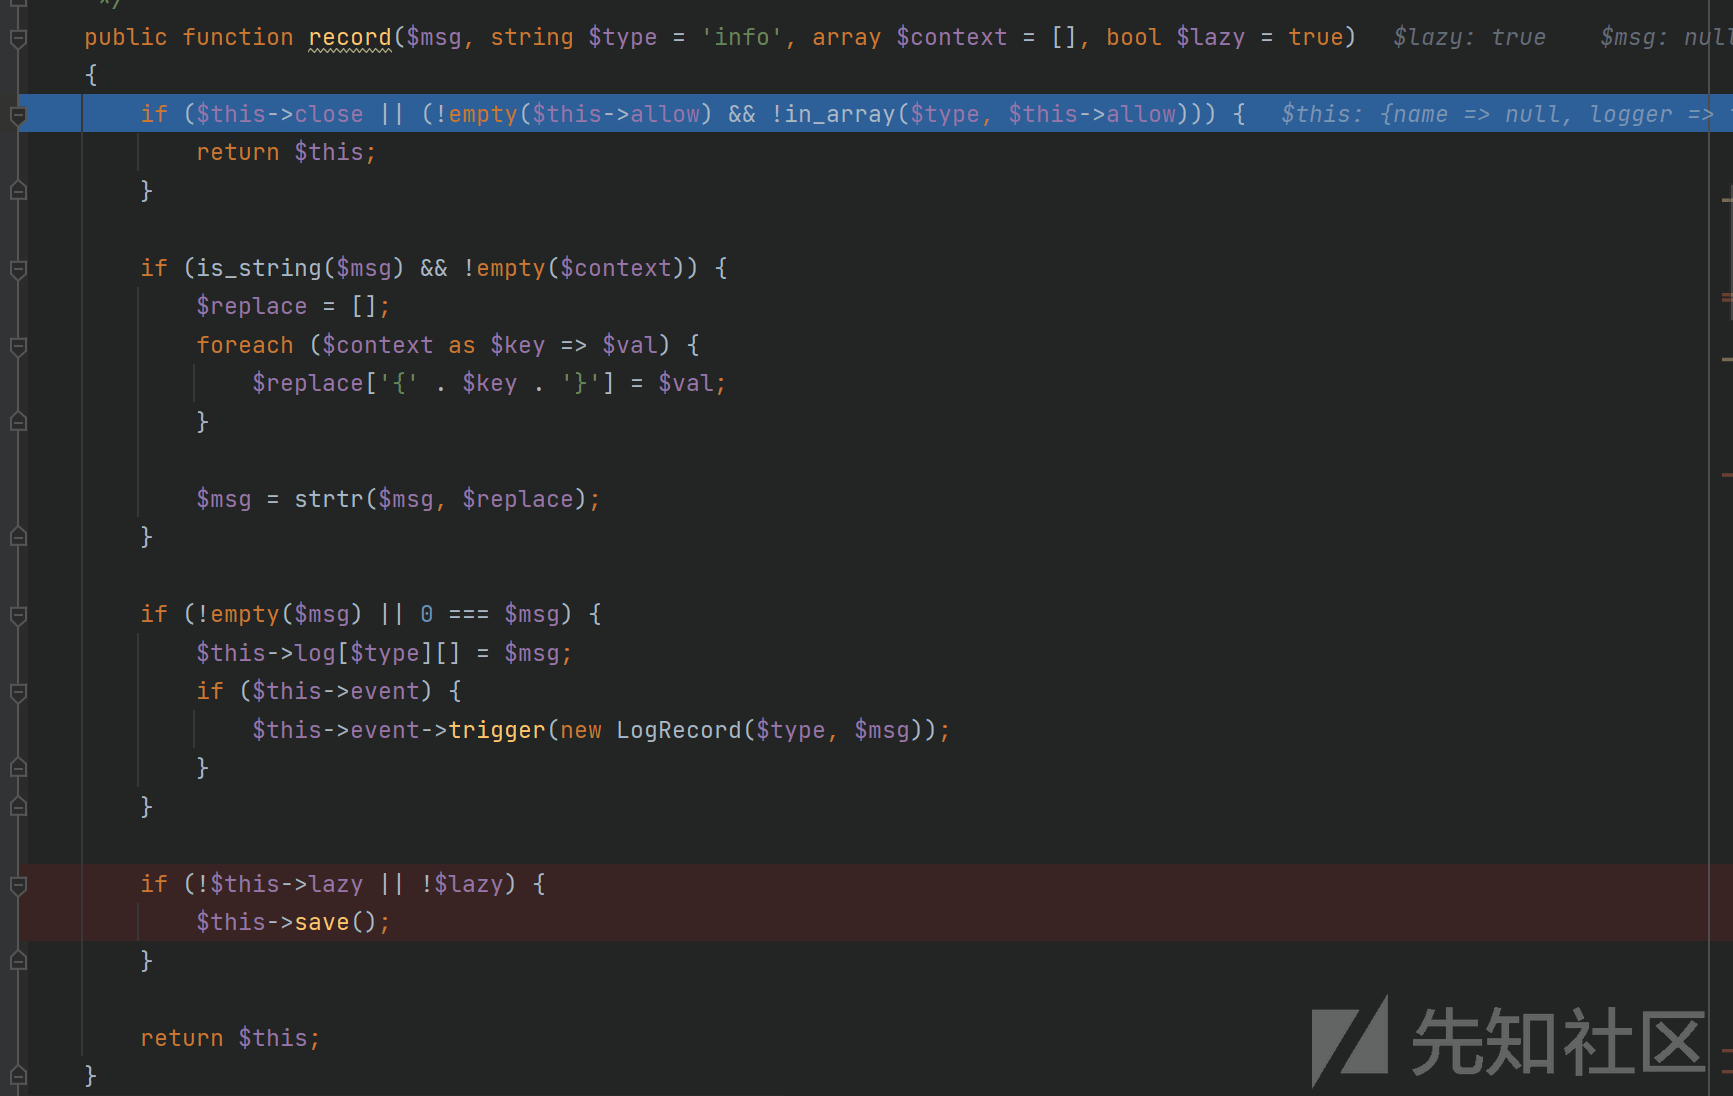 */
public function record($msg, string $type = 'info', array $context = [], bool $lazy = true) $lazy: true $msg: null
{
if ($this->close || (!empty($this->allow) && !in_array($type, $this->allow))) { $this: {name => null, logger =>
return $this;
}
if (is_string($msg) && !empty($context)) {
$replace = [];
foreach ($context as $key => $val) {
$replace['{' . $key . '}'] = $val;
}
$msg = strtr($msg, $replace);
}
if (!empty($msg) || 0 === $msg) {
$this->log[$type][] = $msg;
if ($this->event) {
$this->event->trigger(new LogRecord($type, $msg));
}
}
if (!$this->lazy || !$lazy) {
$this->save();
}
return $this;
}
先知社区